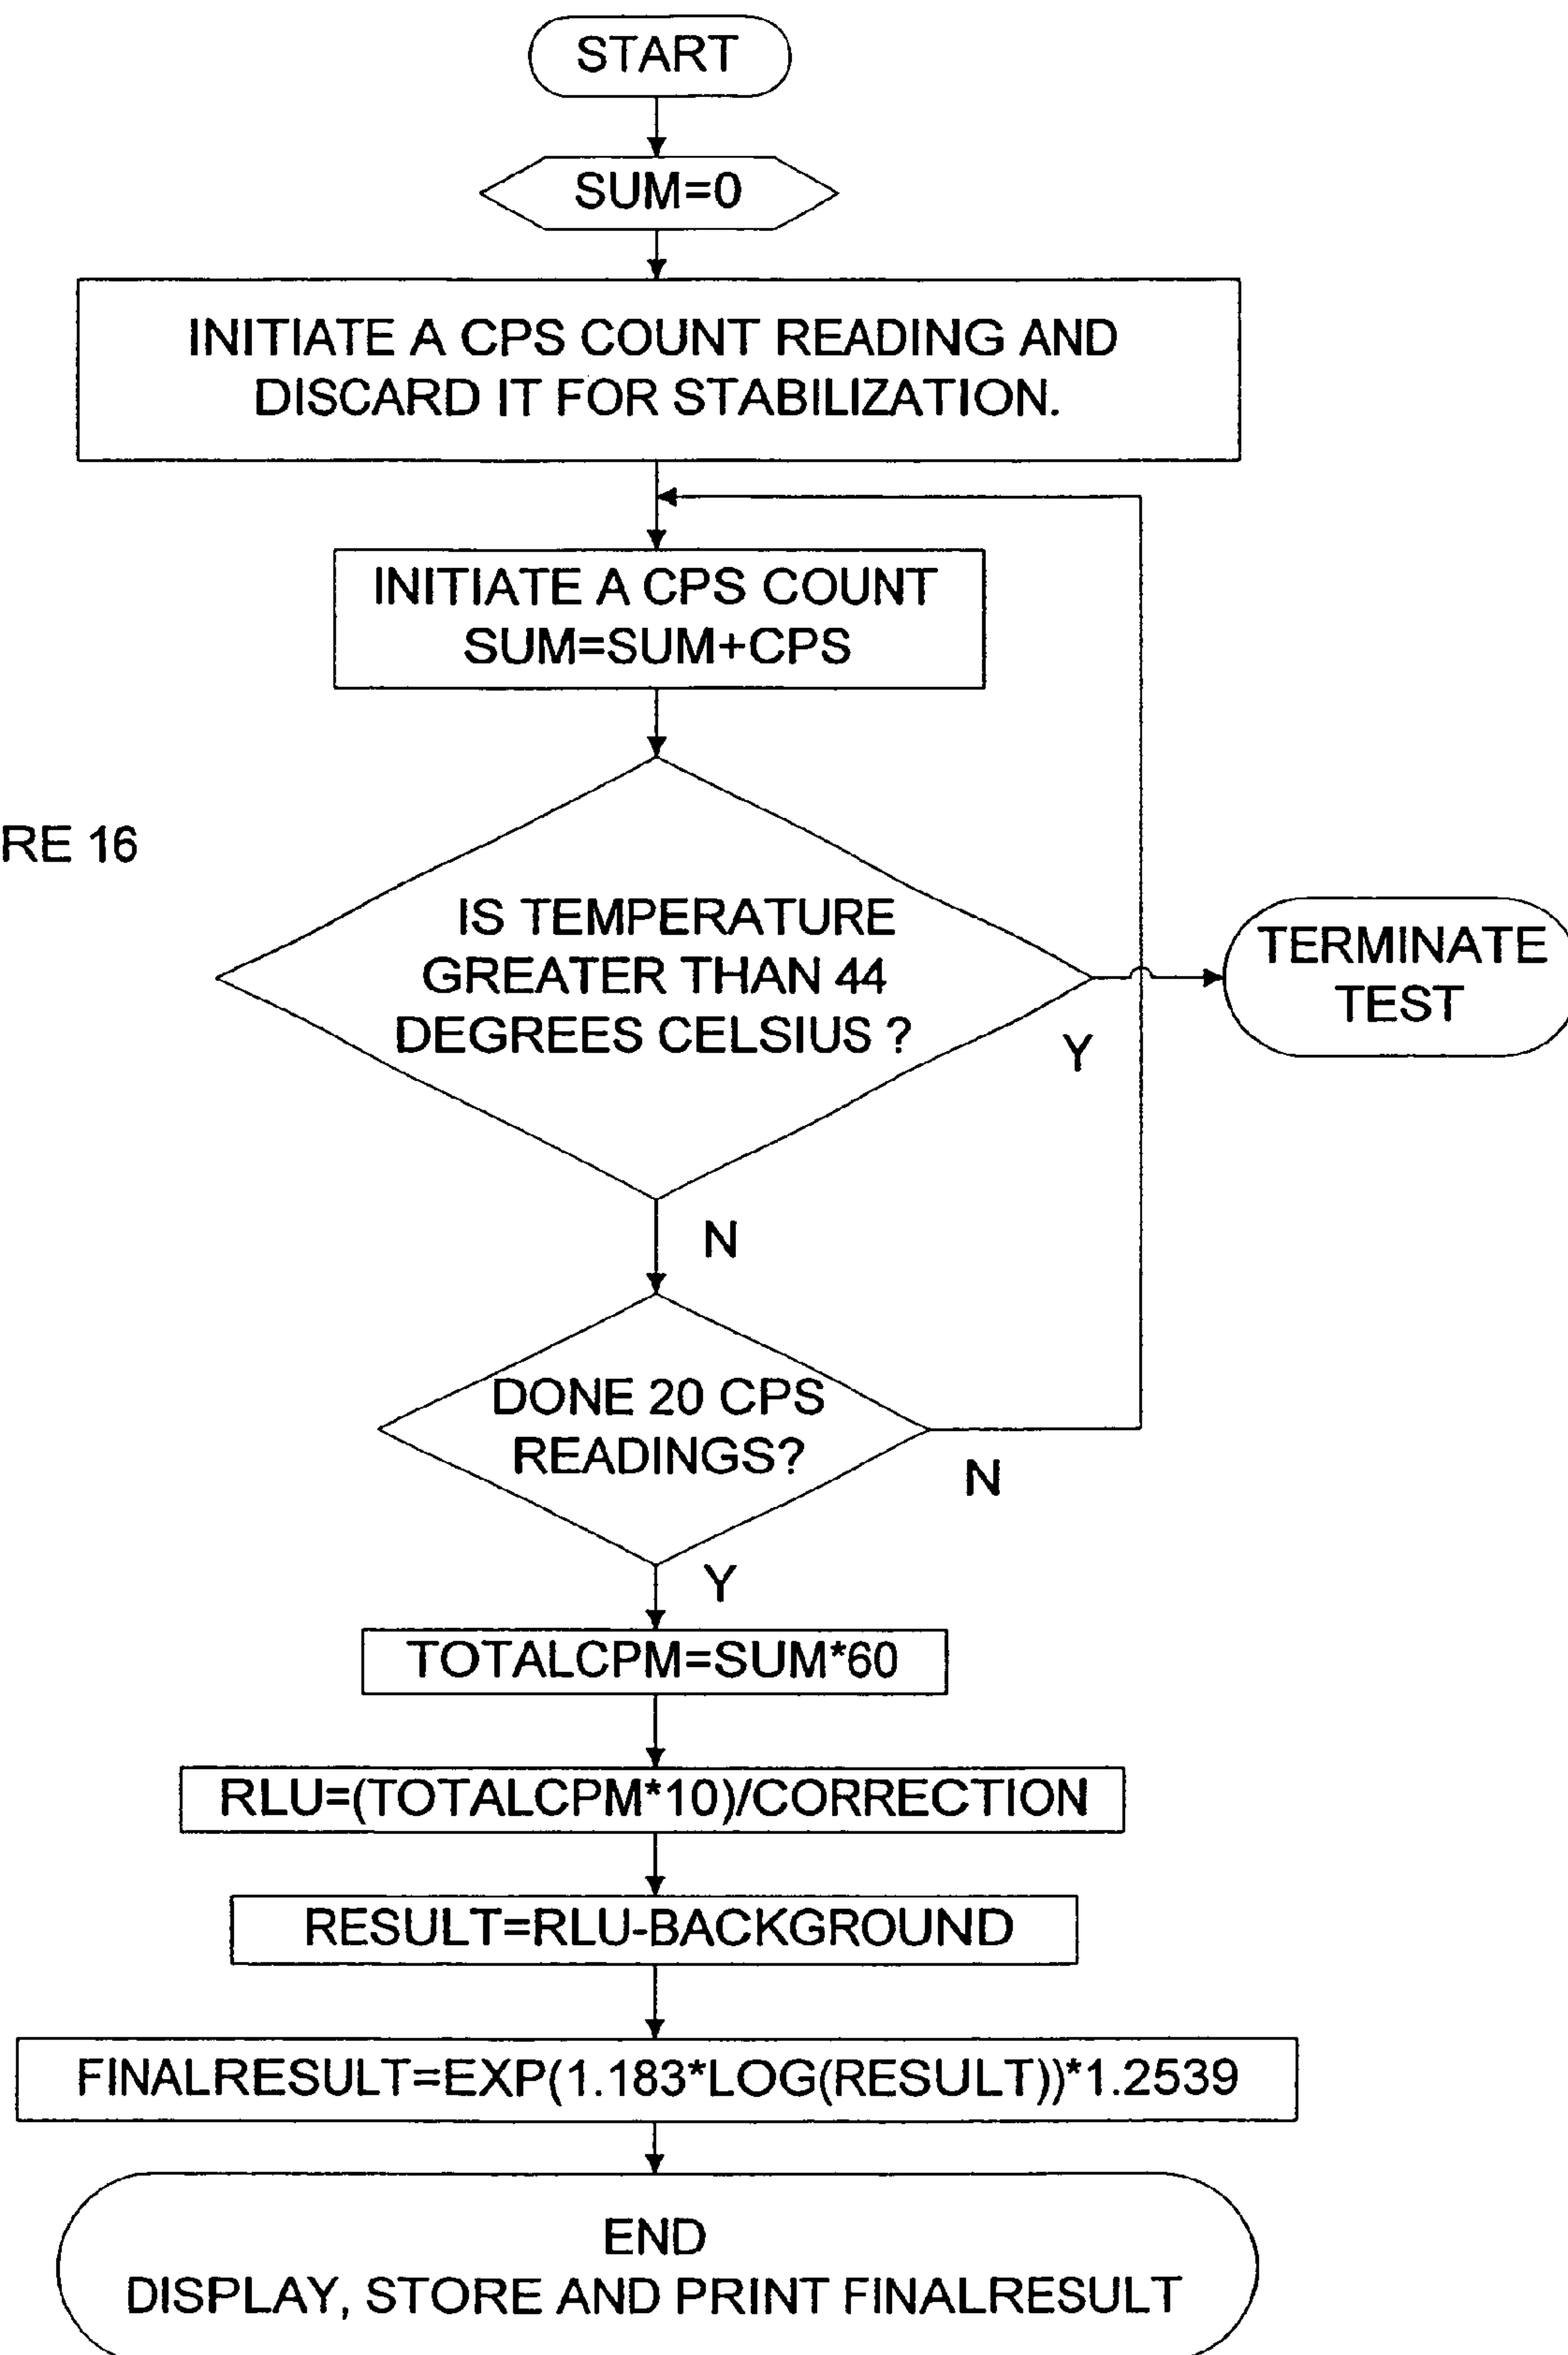 START
SUM=0
INITIATE A CPS COUNT READING AND
DISCARD IT FOR STABILIZATION.
INITIATE A CPS COUNT
SUM=SUM+CPS
RE 16
IS TEMPERATURE
GREATER THAN 44
DEGREES CELSIUS ?
Y
TERMINATE
TEST
N
DONE 20 CPS
READINGS?
N
Y
TOTALCPM=SUM*60
RLU=(TOTALCPM*10)/CORRECTION
RESULT=RLU-BACKGROUND
FINALRESULT=EXP(1.183*LOG(RESULT))*1.2539
END
DISPLAY, STORE AND PRINT FINALRESULT